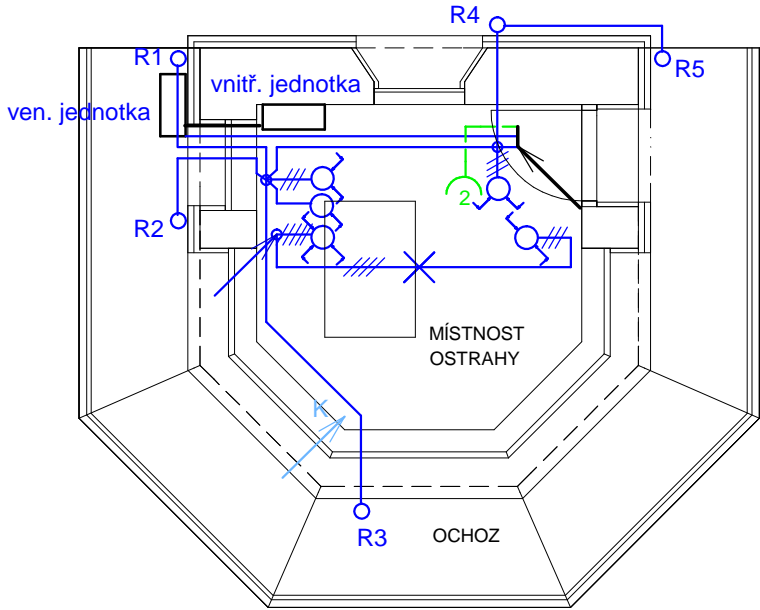 R4
R1
R5
vnitř. jednotka
ven. jednotka
2
R2
MÍSTNOST
OSTRAHY
K
R3
OCHOZ